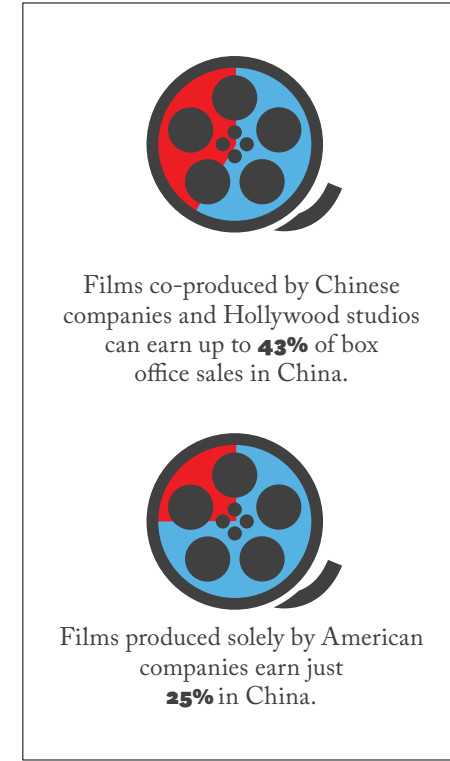 Films co-produced by Chinese
companies and Hollywood studios
can earn up to 43% of box
office sales in China.
Films produced solely by American
companies earn just
25% in China.